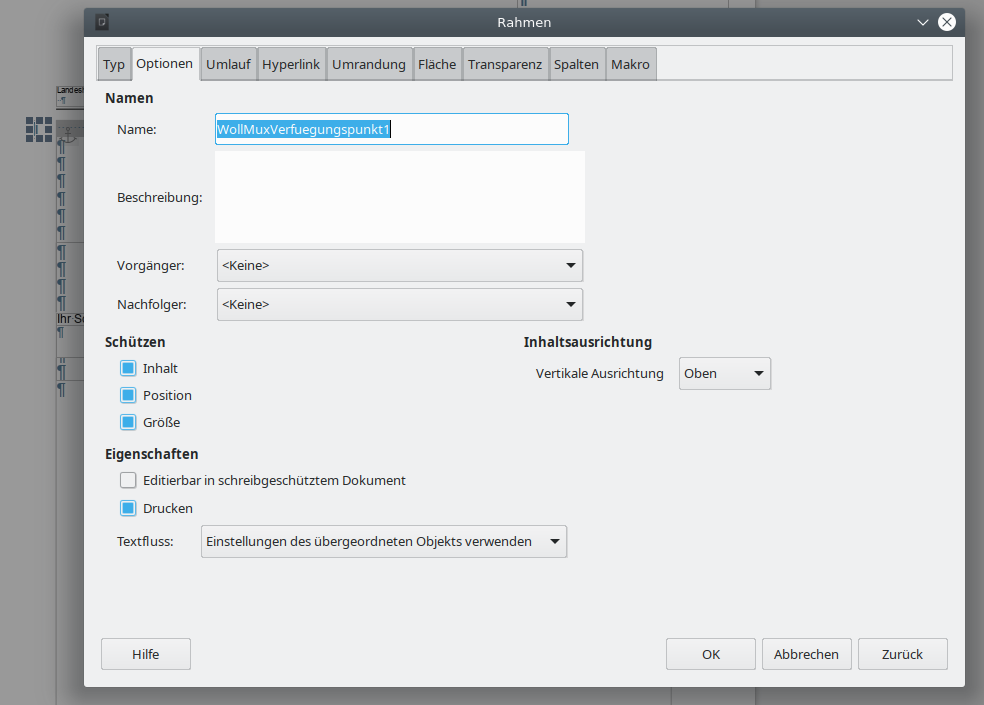 Rahmen
Typ Optionen Umlauf Hyperlink Umrandung Fläche Transparenz Spalten Makro
Namen
Name: WollMuxVerfuegungspunkt1
Beschreibung:
Vorgänger: <Keine>
Nachfolger: <Keine>
Schützen
Inhalt
Position
Größe
Inhaltsausrichtung
Vertikale Ausrichtung Oben
Eigenschaften
Editierbar in schreibgeschütztem Dokument
Drucken
Textfluss: Einstellungen des übergeordneten Objekts verwenden
Hilfe OK Abbrechen Zurück
Ihr